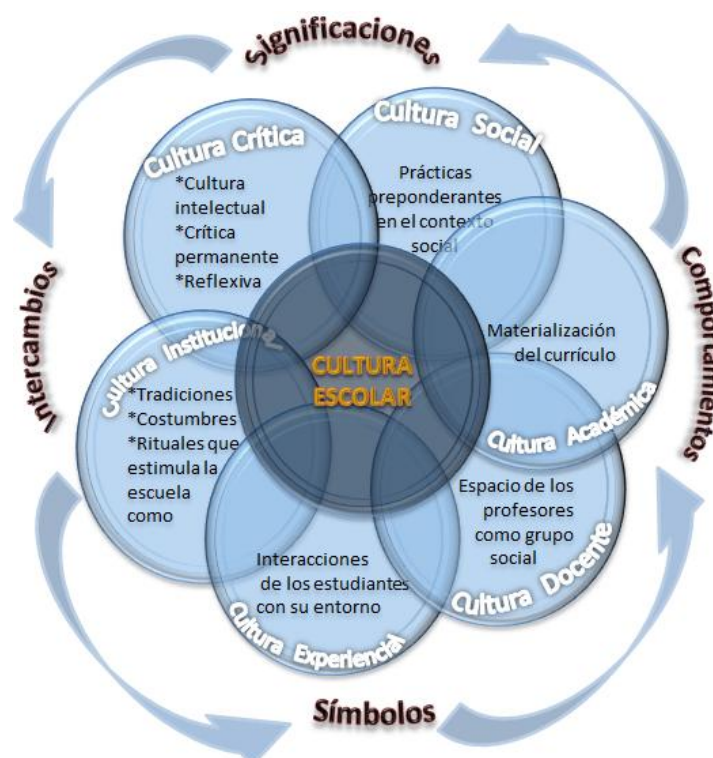 Significaciones
Cultura Crítica
*Cultura
intelectual
*Crítica
permanente
*Reflexiva
Cultura Social
Prácticas
preponderantes
en el contexto
social
Comportamientos
Materialización
del currículo
Cultura Académica
Intercambios
Cultura Institucional
*Tradiciones
*Costumbres
*Rituales que
estimula la
escuela
como
CULTURA
ESCOLAR
Espacio de los
profesores
como grupo
social
Cultura Docente
Interacciones
de los estudiantes
con su entorno
Cultura Experiencial
Símbolos